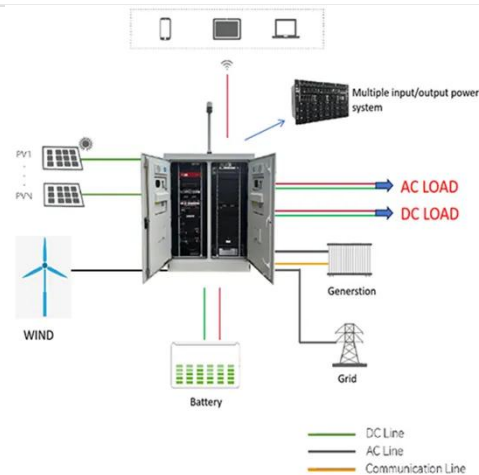 Multiple input/output power
system
PV1
PVN
AC LOAD
DC LOAD
Generstion
WIND
Grid
Battery
DC Line
AC Line
Communication Line